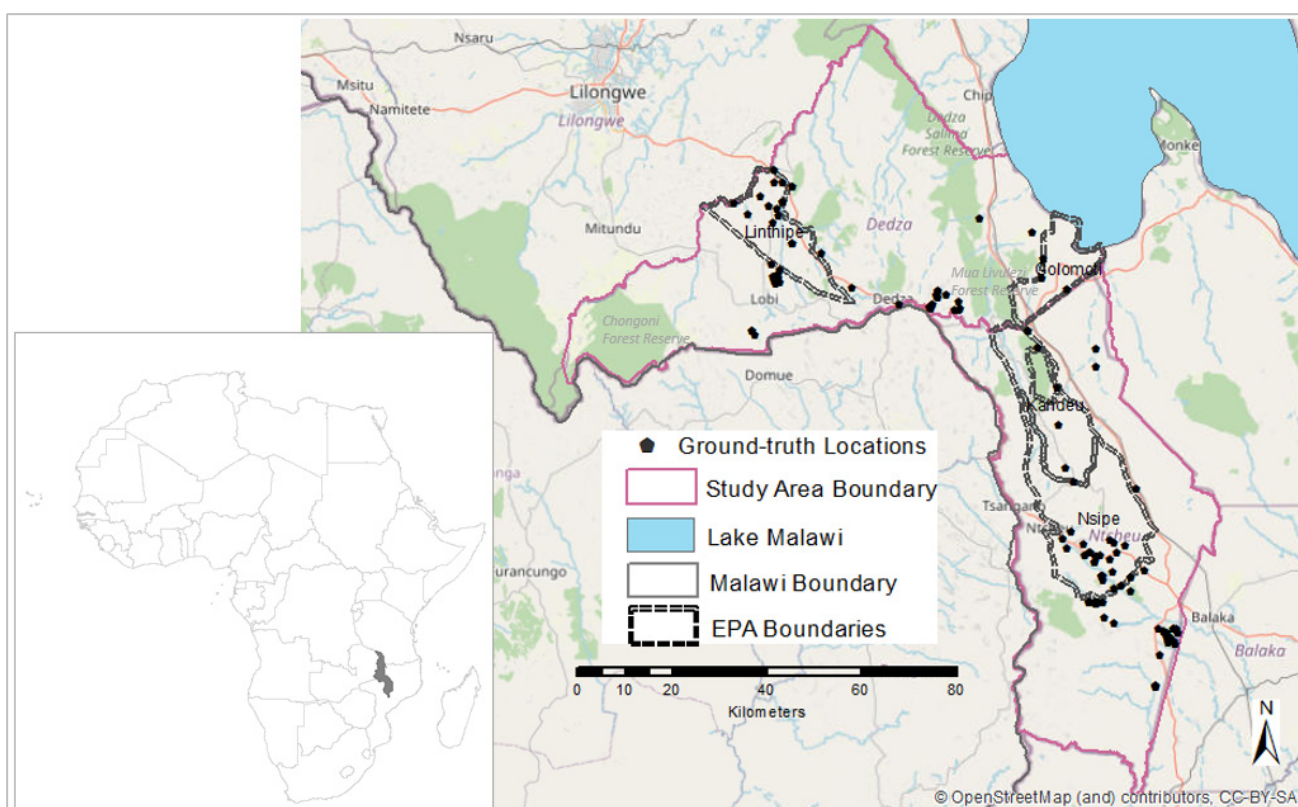 Nsaru
Msitu
Namitete
Lilongwe
Lilongwe
Chip
Dedza
Salima
Forest Reserve
Monke
Mitundu
Linthipe
Dedza
Golomoti
Mua Livulezi
Forest Reserve
Lobi
Dedza
Chongoni
Forest Reserve
Domue
Kandeu
Ground-truth Locations
Study Area Boundary
Lake Malawi
Malawi Boundary
EPA Boundaries
Tsangano
Nsipe
Ntcheu
urancungo
Balaka
Balaka
0 10 20 40 60 80
Kilometers
N
© OpenStreetMap (and) contributors, CC-BY-SA